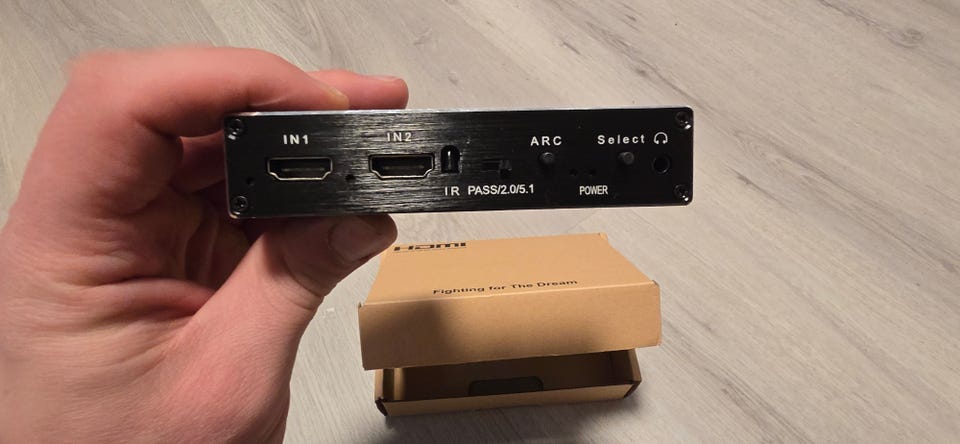 IN1 IN2 ARC Select
IR PASS/2.0/5.1 POWER
HDMI
Fighting for The Dream